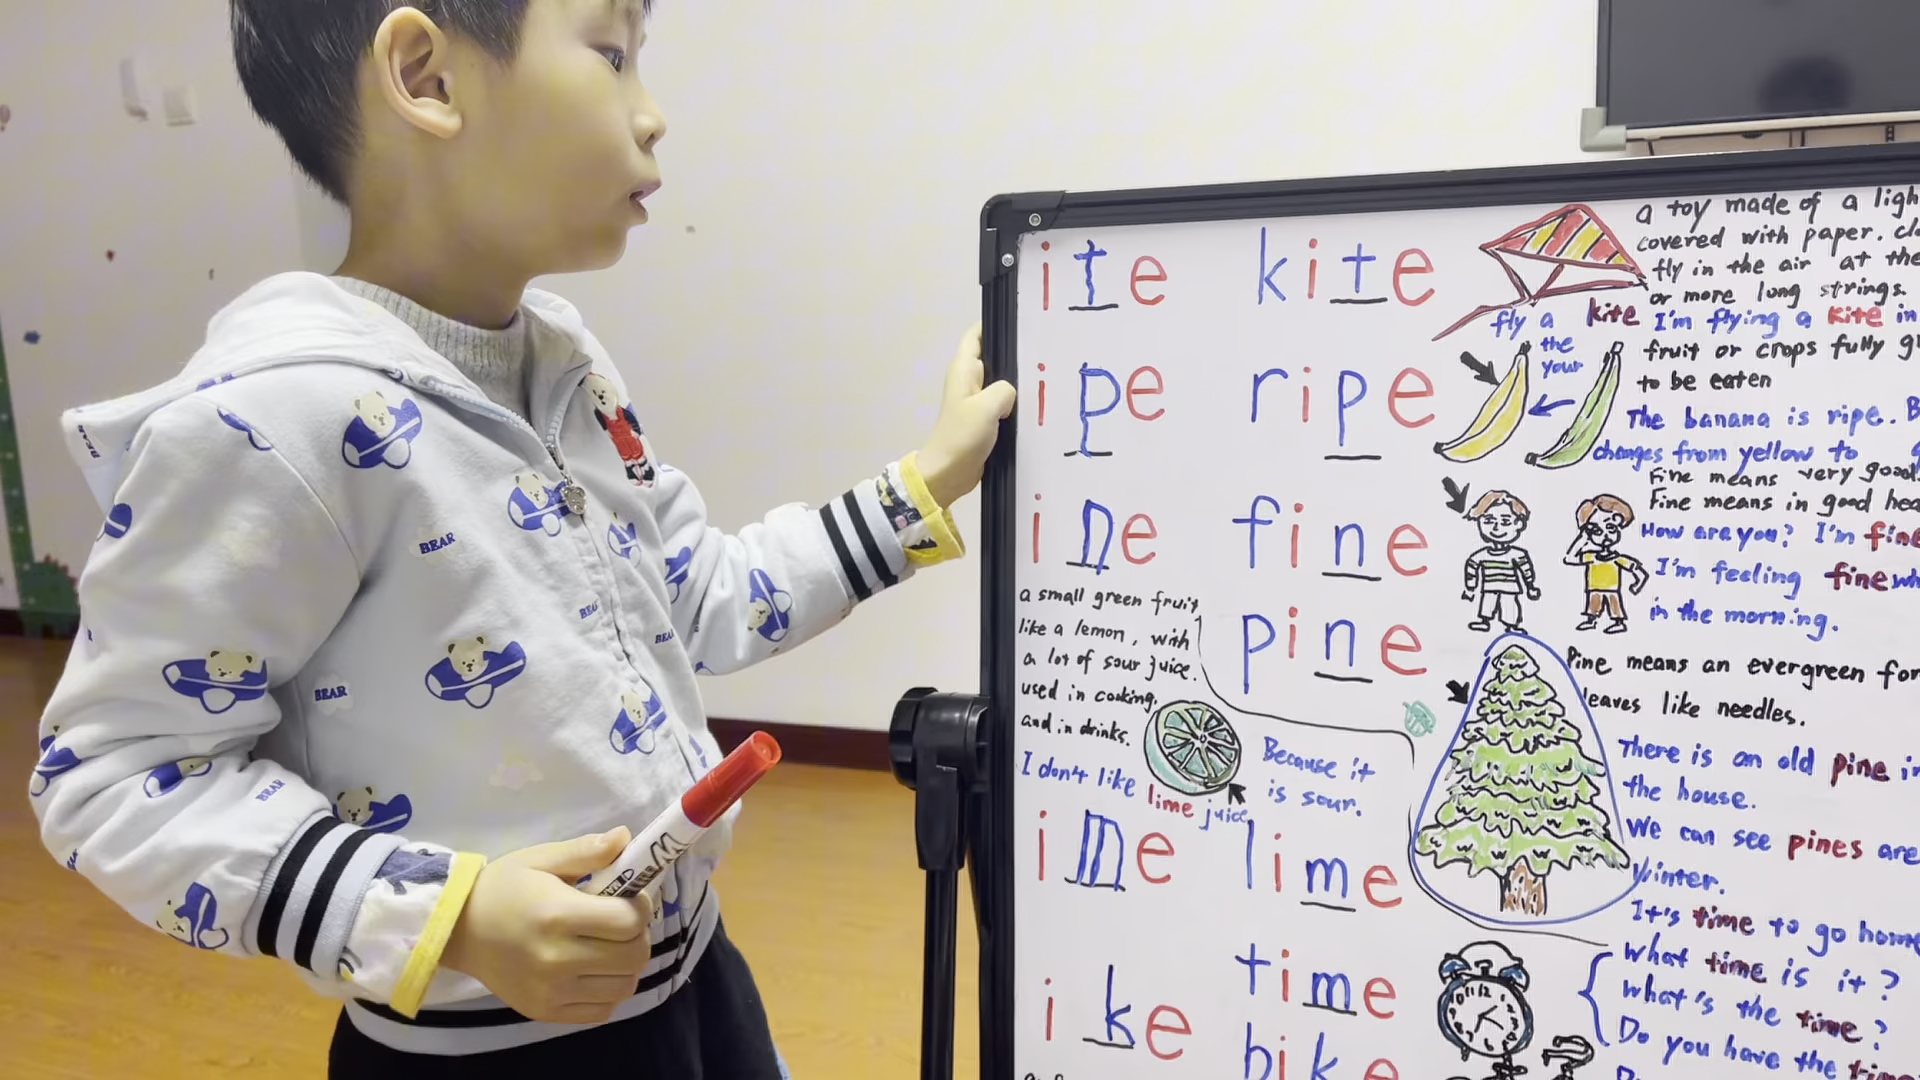 ite kite
a toy made of a ligh
covered with paper. clo
fly in the air at the
or more long strings.
fly a kite I'm flying a kite in
the
your
ipe ripe
fruit or crops fully g
to be eaten
The banana is ripe. B
changes from yellow to
Fine means very good
Fine means in good hea
ine fine
How are you? I'm fine
I'm feeling fine wh
in the morning.
pine
Pine means an evergreen for
leaves like needles.
There is an old pine in
the house.
We can see pines are
Winter.
a small green fruit
like a lemon, with
a lot of sour juice.
used in cooking.
and in drinks.
I don't like lime juice
Because it
is sour.
ime lime
time
It's time to go home
What time is it?
What's the time?
Do you have the time
ike bike
BEAR
BEAR
BEAR
BEAR
BEAR